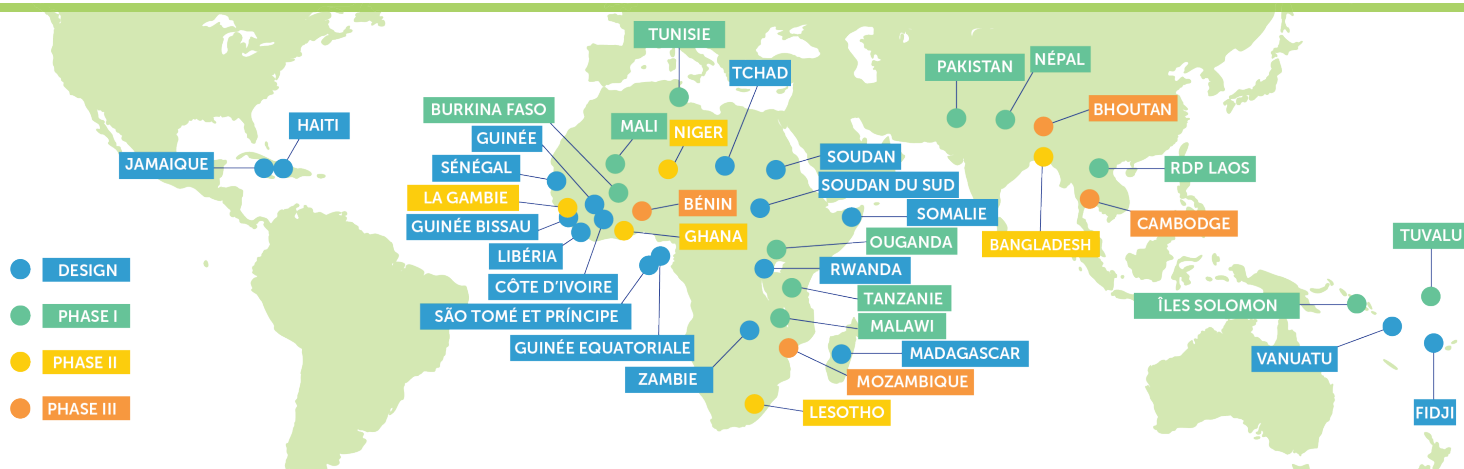 TUNISIE
TCHAD
PAKISTAN
NÉPAL
BURKINA FASO
BHOUTAN
HAITI
MALI
NIGER
GUINÉE
JAMAIQUE
SÉNÉGAL
SOUDAN
RDP LAOS
SOUDAN DU SUD
LA GAMBIE
BÉNIN
SOMALIE
CAMBODGE
GUINÉE BISSAU
GHANA
OUGANDA
BANGLADESH
TUVALU
LIBÉRIA
DESIGN
RWANDA
CÔTE D'IVOIRE
TANZANIE
ÎLES SOLOMON
PHASE I
SÃO TOMÉ ET PRÍNCIPE
MALAWI
GUINÉE EQUATORIALE
MADAGASCAR
VANUATU
PHASE II
ZAMBIE
MOZAMBIQUE
PHASE III
LESOTHO
FIDJI